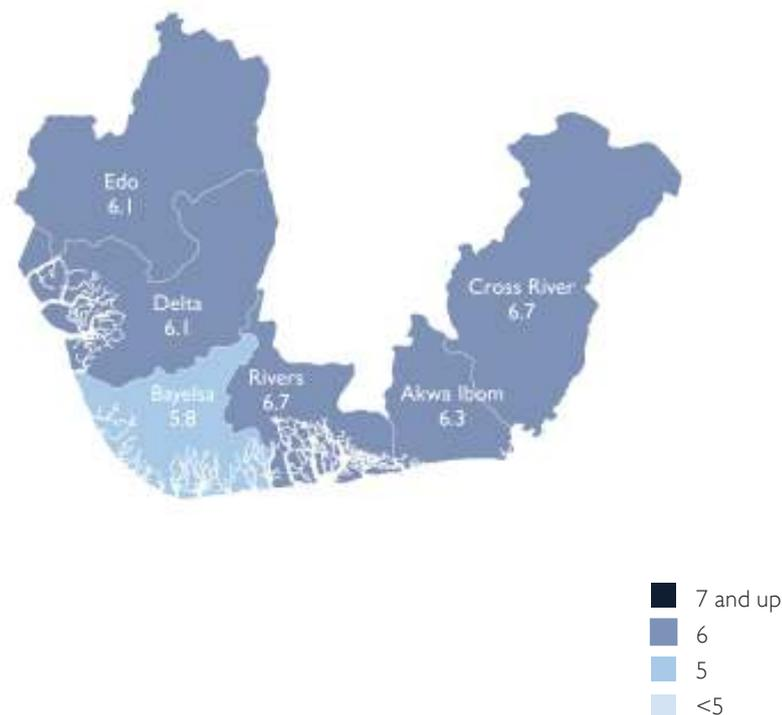 Edo
6.1
Delta
6.1
Bayelsa
5.8
Rivers
6.7
Akwa Ibom
6.3
Cross River
6.7
7 and up
6
5
<5